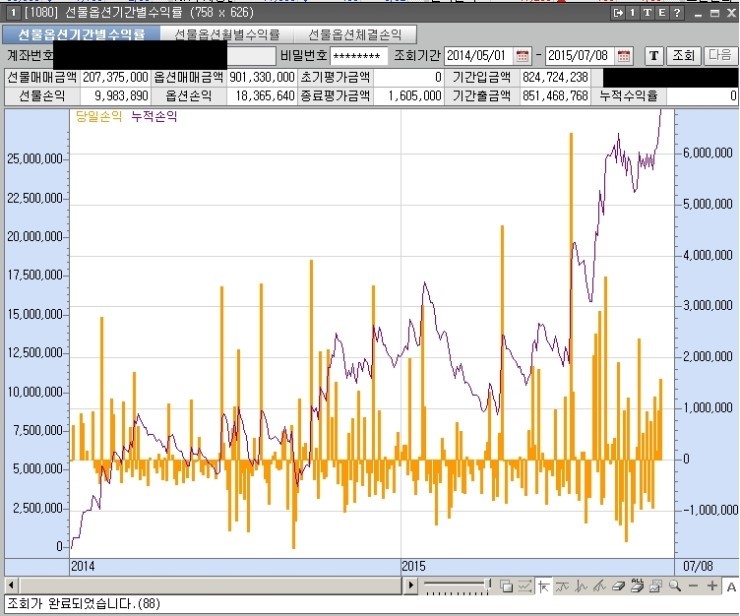 [1080] 선물옵션기간별수익률 (758 x 626) 1 T E ?
선물옵션기간별수익률 선물옵션월별수익률 선물옵션체결손익
계좌번호 비밀번호 ******** 조회기간 2014/05/01 - 2015/07/08 T 조회 다음
선물매매금액 207,375,000 옵션매매금액 901,330,000 초기평가금액 0 기간입금액 824,724,238
선물손익 9,983,890 옵션손익 18,365,640 종료평가금액 1,605,000 기간출금액 851,468,768 누적수익율 0
당일손익 누적손익
25,000,000 6,000,000
22,500,000 5,000,000
20,000,000 4,000,000
17,500,000
15,000,000 3,000,000
12,500,000 2,000,000
10,000,000 1,000,000
7,500,000
5,000,000 0
2,500,000 -1,000,000
0
2014 2015 07/08
ALL A
조회가 완료되었습니다.(88)